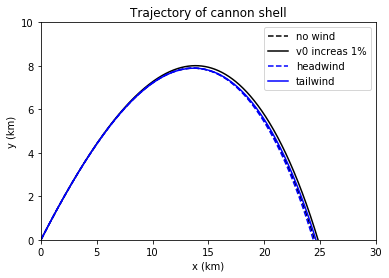 Trajectory of cannon shell
10
8
6
4
2
0
y (km)
no wind
v0 increas 1%
headwind
tailwind
0 5 10 15 20 25 30
x (km)